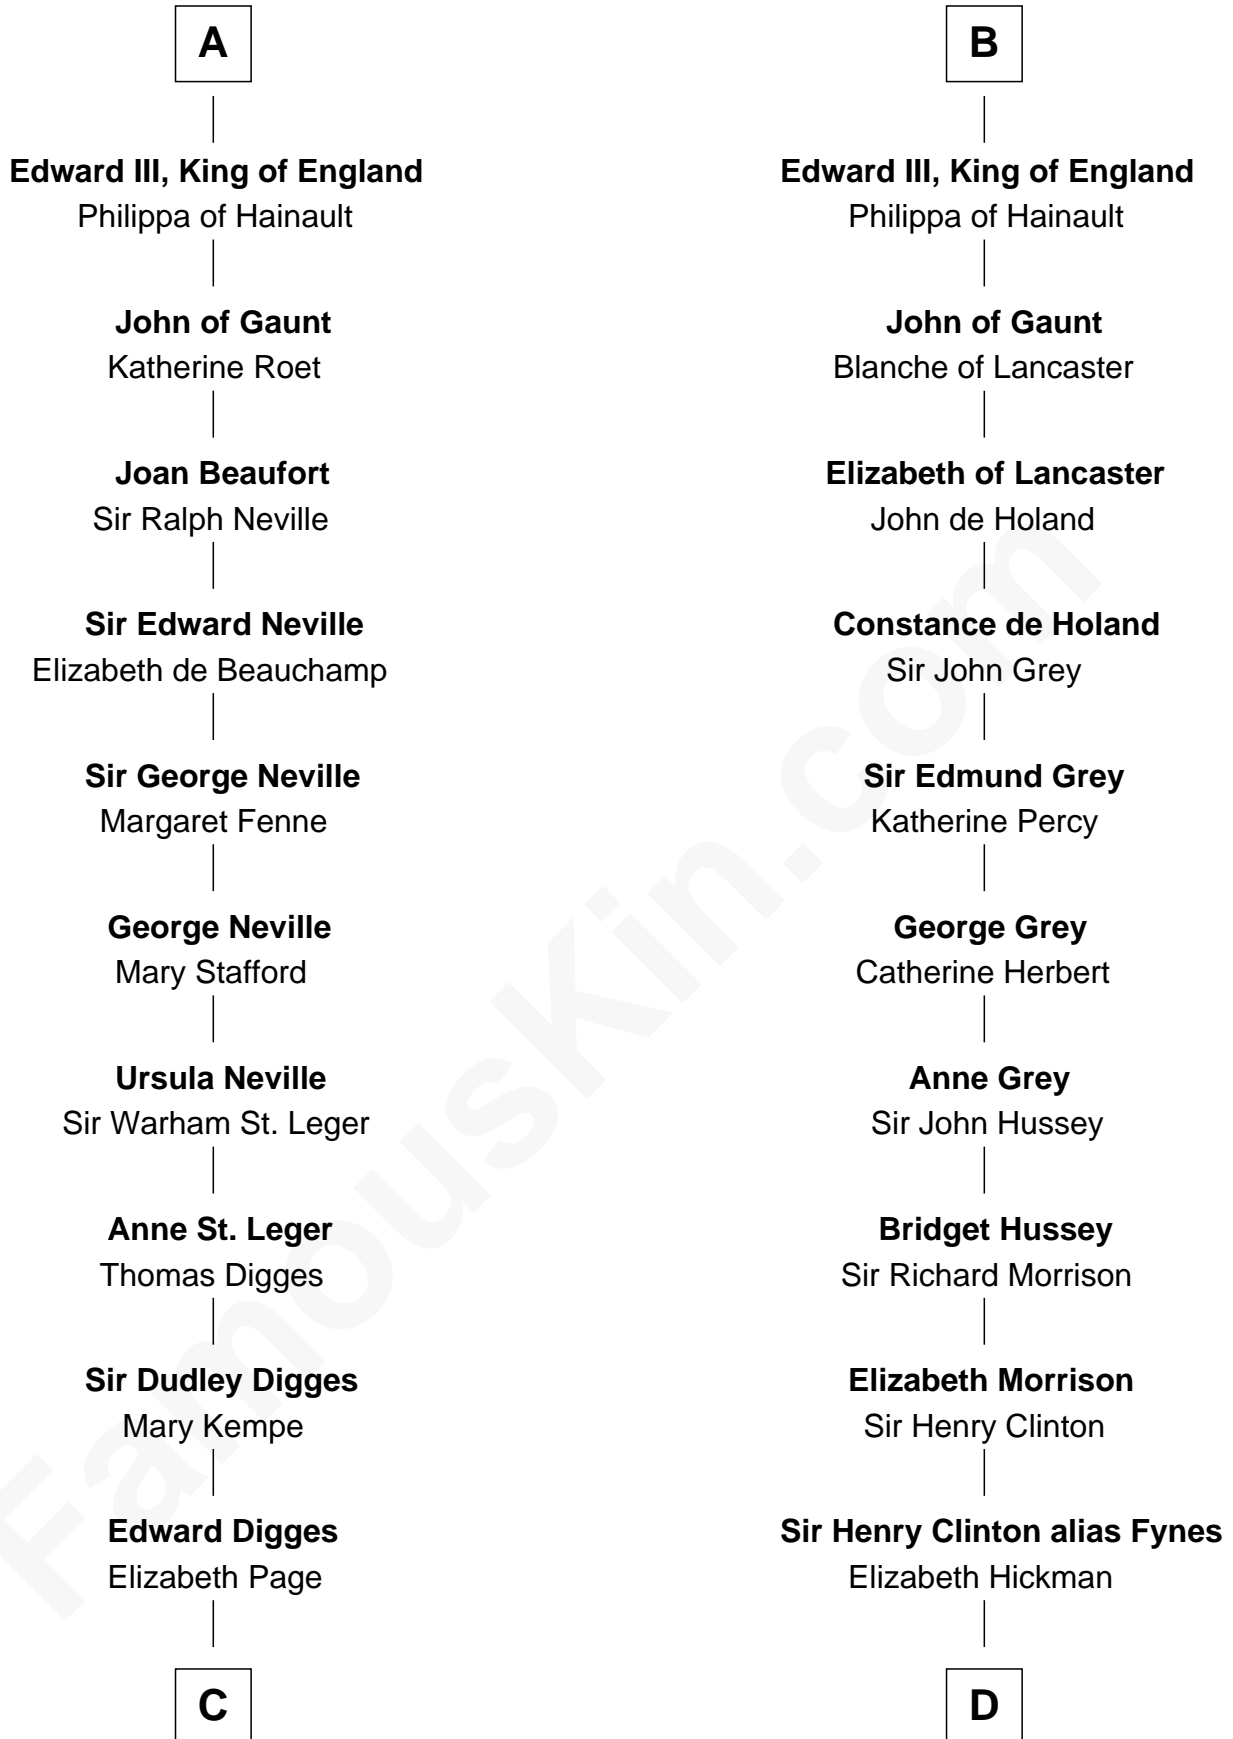 A
Edward III, King of England
Philippa of Hainault
John of Gaunt
Katherine Roet
Joan Beaufort
Sir Ralph Neville
Sir Edward Neville
Elizabeth de Beauchamp
Sir George Neville
Margaret Fenne
George Neville
Mary Stafford
Ursula Neville
Sir Warham St. Leger
Anne St. Leger
Thomas Digges
Sir Dudley Digges
Mary Kempe
Edward Digges
Elizabeth Page
C
B
Edward III, King of England
Philippa of Hainault
John of Gaunt
Blanche of Lancaster
Elizabeth of Lancaster
John de Holand
Constance de Holand
Sir John Grey
Sir Edmund Grey
Katherine Percy
George Grey
Catherine Herbert
Anne Grey
Sir John Hussey
Bridget Hussey
Sir Richard Morrison
Elizabeth Morrison
Sir Henry Clinton
Sir Henry Clinton alias Fynes
Elizabeth Hickman
D
FamousKin.com